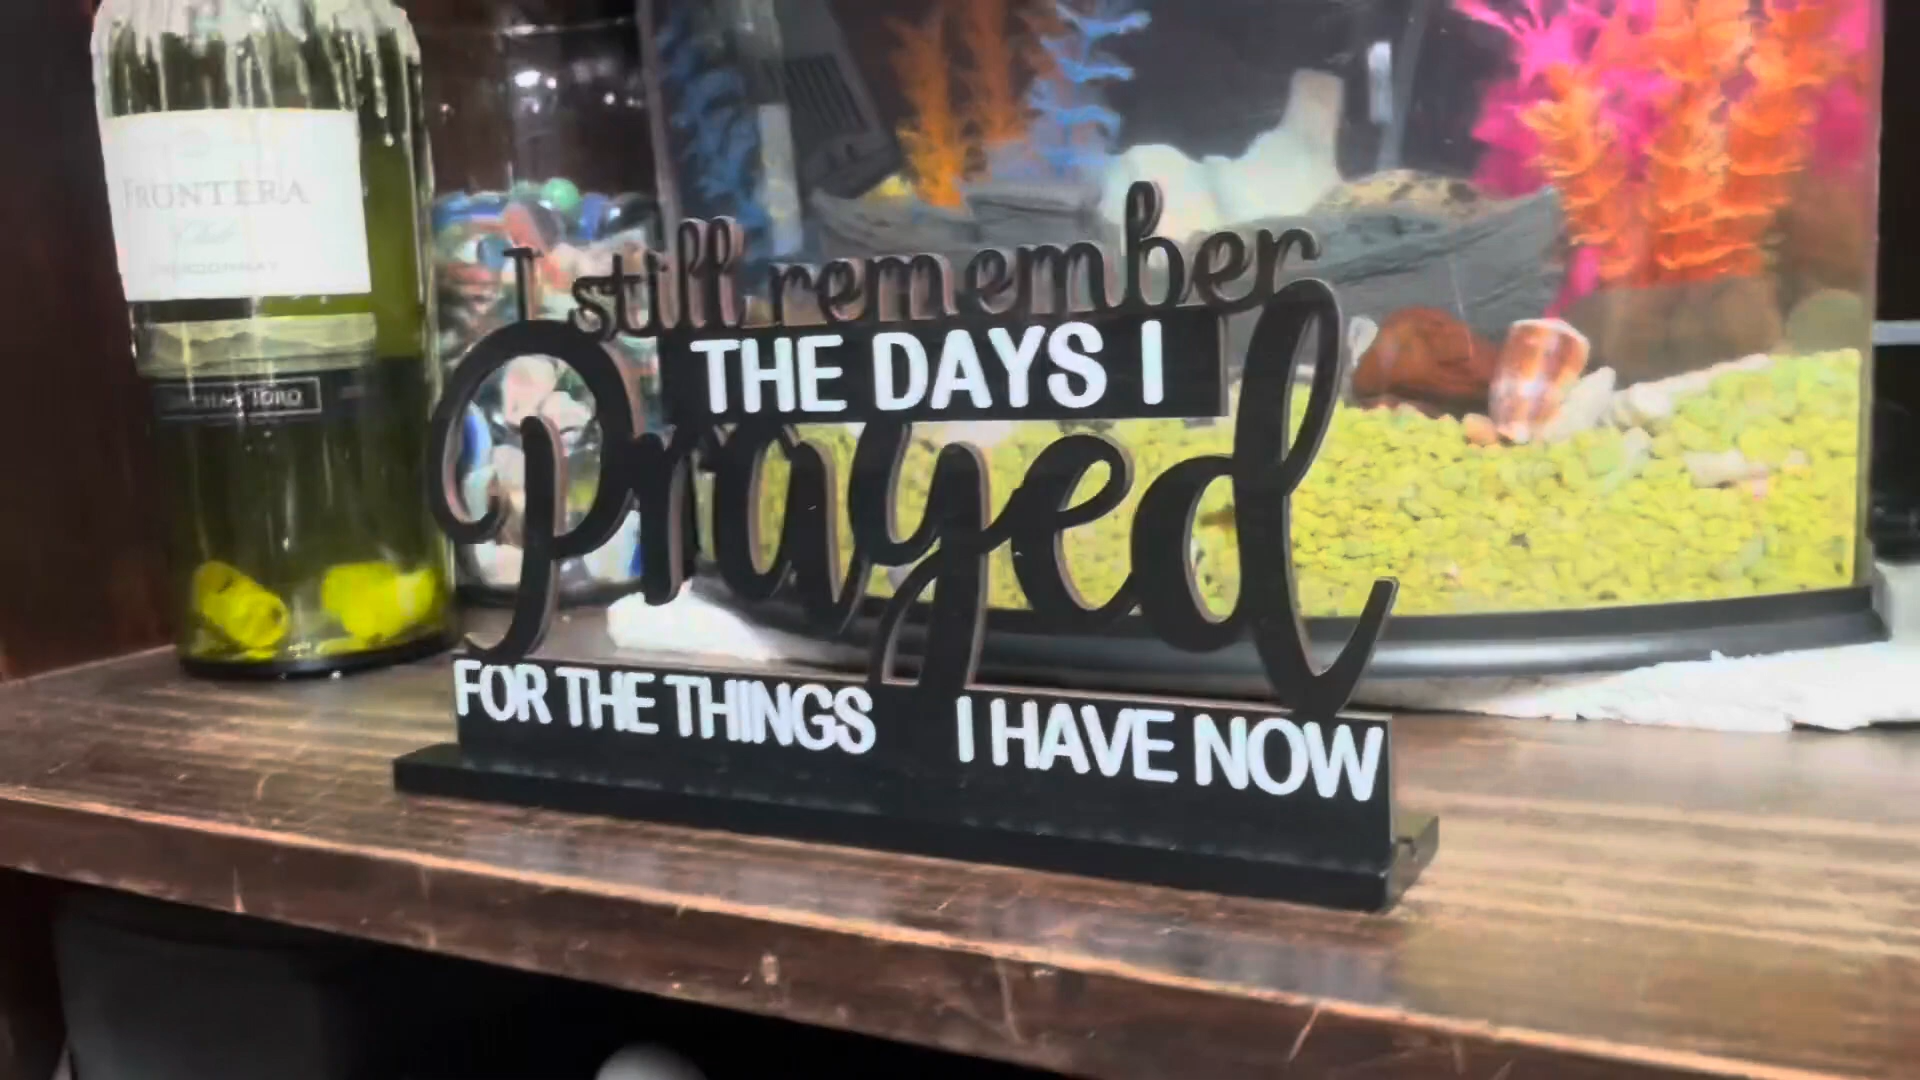 FRONTERA
I still remember
THE DAYS I
Prayed
FOR THE THINGS I HAVE NOW